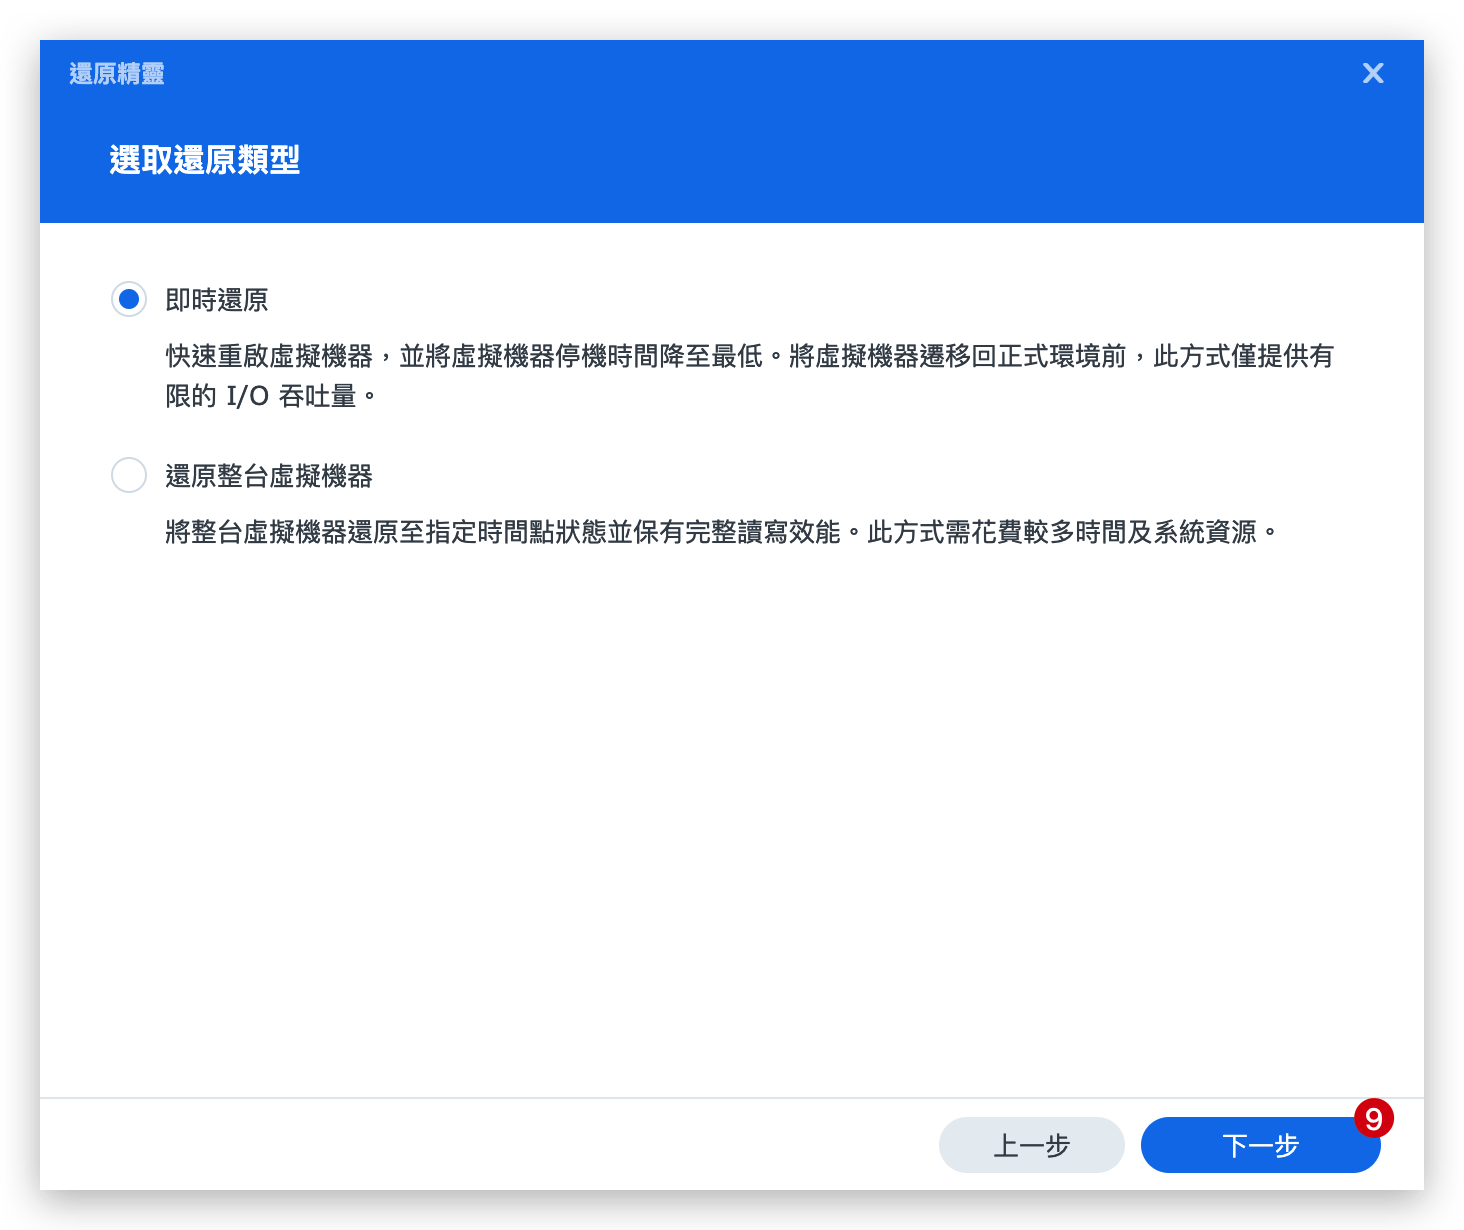 還原精靈
選取還原類型
即時還原
快速重啟虛擬機器，並將虛擬機器停機時間降至最低。將虛擬機器遷移回正式環境前，此方式僅提供有
限的 I/O 吞吐量。
還原整台虛擬機器
將整台虛擬機器還原至指定時間點狀態並保有完整讀寫效能。此方式需花費較多時間及系統資源。
9
上一步
下一步